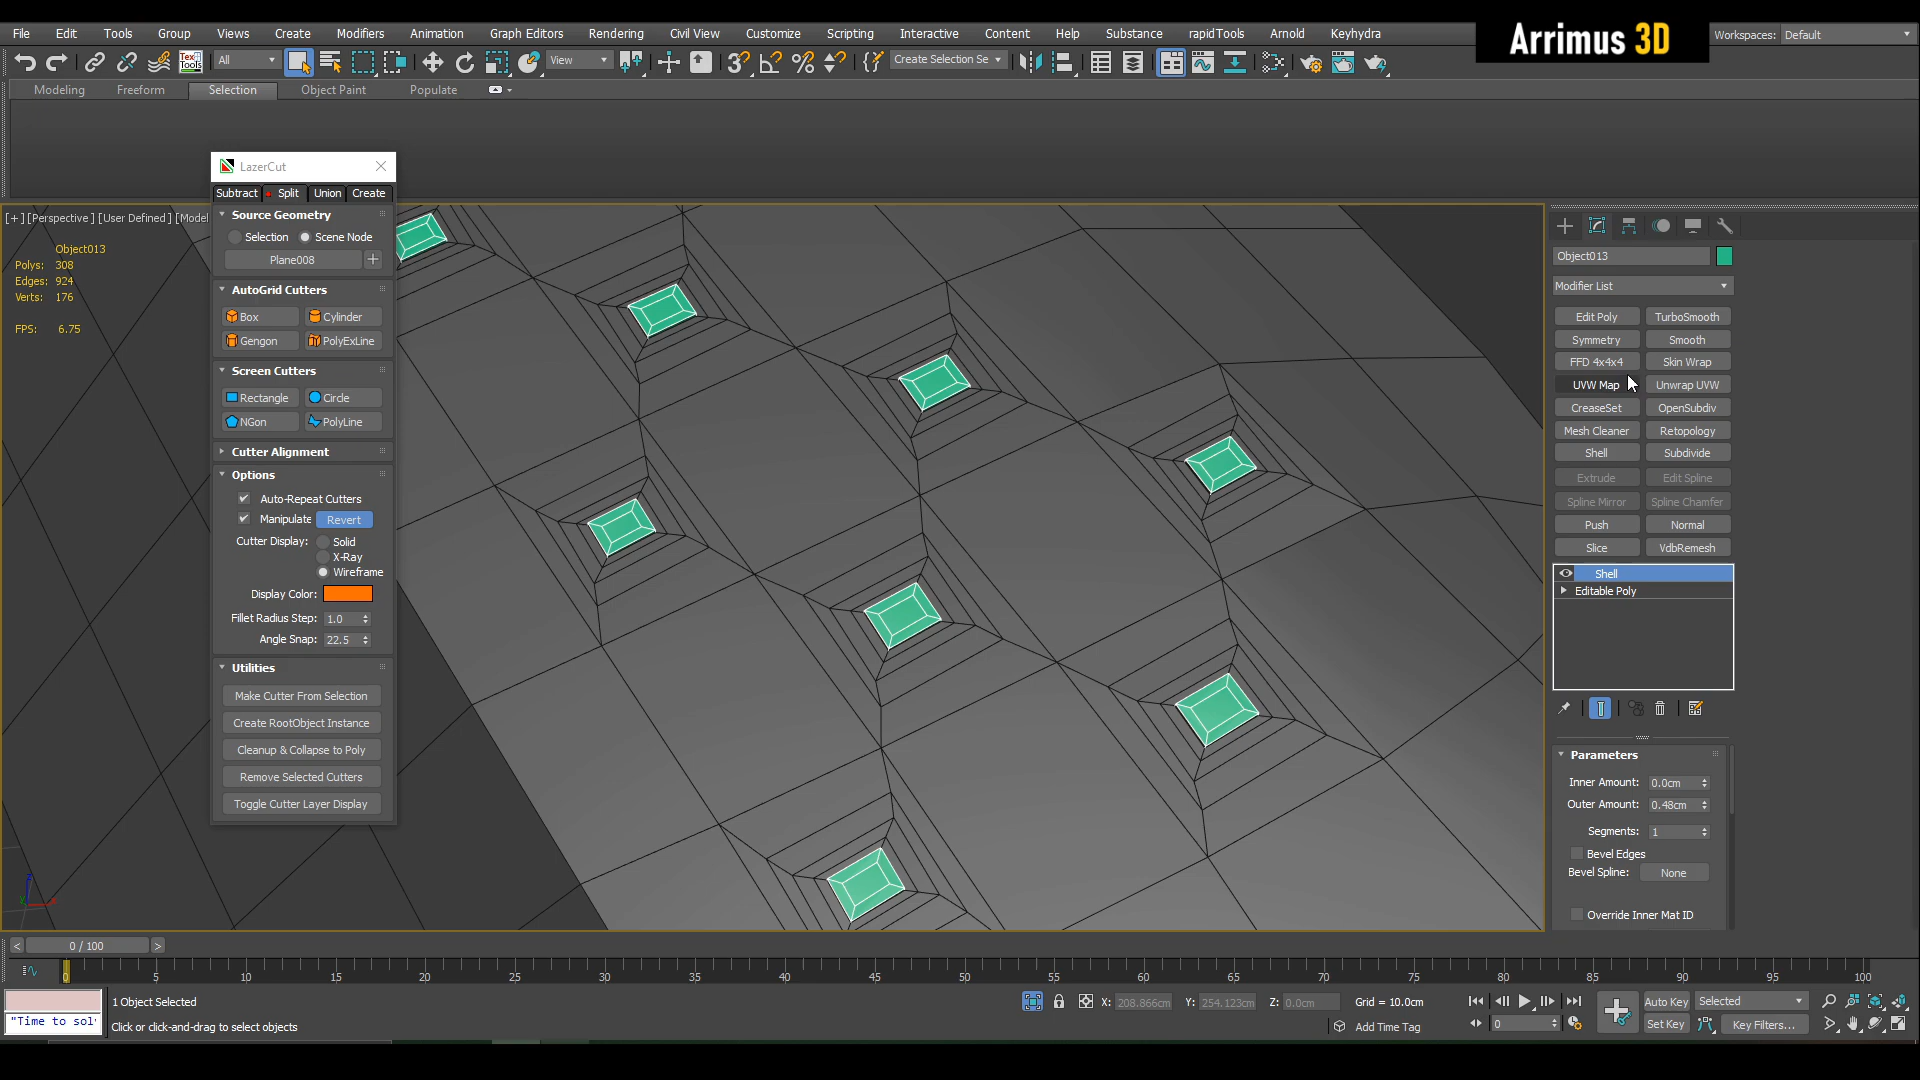 File Edit Tools Group Views Create Modifiers Animation Graph Editors Rendering Civil View Customize Scripting Interactive Content Help Substance rapidTools Arnold Keyhydra
Arrimus 3D
Workspaces: Default
All View Create Selection Se
Modeling Freeform Selection Object Paint Populate
LazerCut
Subtract Split Union Create
Source Geometry
Selection Scene Node
Plane008 +
AutoGrid Cutters
Box Cylinder
Gengon PolyExLine
Screen Cutters
Rectangle Circle
NGon PolyLine
Cutter Alignment
Options
Auto-Repeat Cutters
Manipulate Revert
Cutter Display: Solid
X-Ray
Wireframe
Display Color:
Fillet Radius Step: 1.0
Angle Snap: 22.5
Utilities
Make Cutter From Selection
Create RootObject Instance
Cleanup & Collapse to Poly
Remove Selected Cutters
Toggle Cutter Layer Display
[+] [Perspective] [User Defined] [Model
Object013
Polys: 308
Edges: 924
Verts: 176
FPS: 6.75
Object013
Modifier List
Edit Poly TurboSmooth
Symmetry Smooth
FFD 4x4x4 Skin Wrap
UVW Map Unwrap UVW
CreaseSet OpenSubdiv
Mesh Cleaner Retopology
Shell Subdivide
Extrude Edit Spline
Spline Mirror Spline Chamfer
Push Normal
Slice VdbRemesh
Shell
Editable Poly
Parameters
Inner Amount: 0.0cm
Outer Amount: 0.48cm
Segments: 1
Bevel Edges
Bevel Spline: None
Override Inner Mat ID
< 0 / 100 >
0 5 10 15 20 25 30 35 40 45 50 55 60 65 70 75 80 85 90 95 100
"Time to sol
1 Object Selected
Click or click-and-drag to select objects
X: 208.866cm Y: 254.123cm Z: 0.0cm Grid = 10.0cm
Add Time Tag
0
Auto Key Selected
Set Key Key Filters...